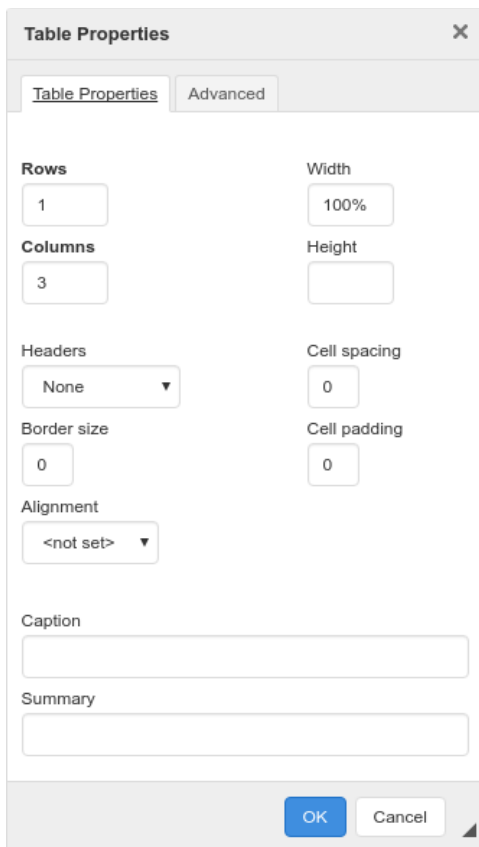 Table Properties
Table Properties Advanced
Rows Width
1 100%
Columns Height
3
Headers Cell spacing
None 0
Border size Cell padding
0 0
Alignment
<not set>
Caption
Summary
OK Cancel